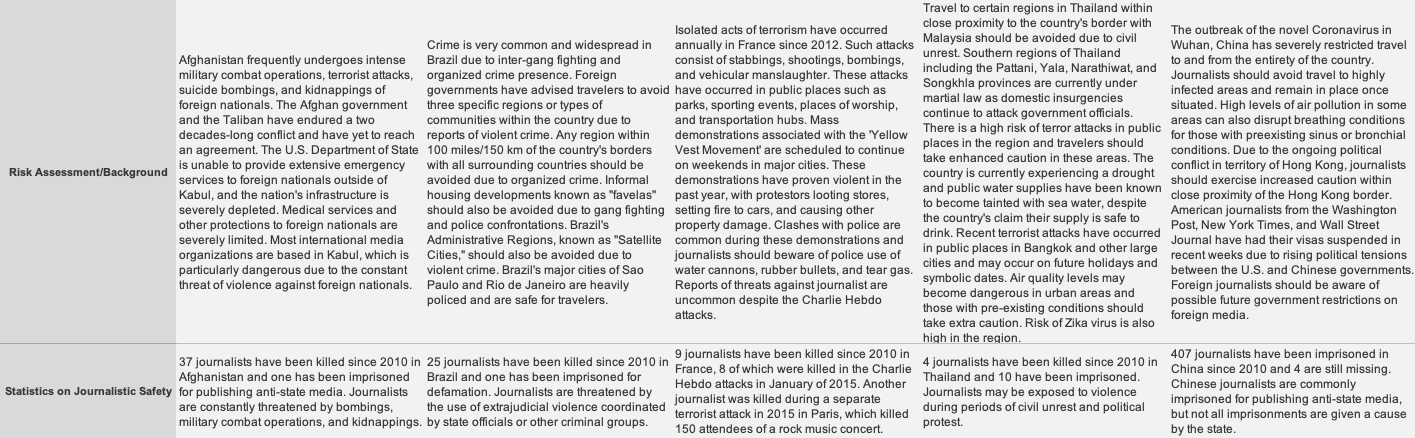 Risk Assessment/Background
Afghanistan frequently undergoes intense
military combat operations, terrorist attacks,
suicide bombings, and kidnappings of
foreign nationals. The Afghan government
and the Taliban have endured a two
decades-long conflict and have yet to reach
an agreement. The U.S. Department of State
is unable to provide extensive emergency
services to foreign nationals outside of
Kabul, and the nation's infrastructure is
severely depleted. Medical services and
other protections to foreign nationals are
severely limited. Most international media
organizations are based in Kabul, which is
particularly dangerous due to the constant
threat of violence against foreign nationals.
Crime is very common and widespread in
Brazil due to inter-gang fighting and
organized crime presence. Foreign
governments have advised travelers to avoid
three specific regions or types of
communities within the country due to
reports of violent crime. Any region within
100 miles/150 km of the country's borders
with all surrounding countries should be
avoided due to organized crime. Informal
housing developments known as "favelas"
should also be avoided due to gang fighting
and police confrontations. Brazil's
Administrative Regions, known as "Satellite
Cities," should also be avoided due to
violent crime. Brazil's major cities of Sao
Paulo and Rio de Janeiro are heavily
policed and are safe for travelers.
Isolated acts of terrorism have occurred
annually in France since 2012. Such attacks
consist of stabbings, shootings, bombings,
and vehicular manslaughter. These attacks
have occurred in public places such as
parks, sporting events, places of worship,
and transportation hubs. Mass
demonstrations associated with the 'Yellow
Vest Movement' are scheduled to continue
on weekends in major cities. These
demonstrations have proven violent in the
past year, with protestors looting stores,
setting fire to cars, and causing other
property damage. Clashes with police are
common during these demonstrations and
journalists should beware of police use of
water cannons, rubber bullets, and tear gas.
Reports of threats against journalist are
uncommon despite the Charlie Hebdo
attacks.
Travel to certain regions in Thailand within
close proximity to the country's border with
Malaysia should be avoided due to civil
unrest. Southern regions of Thailand
including the Pattani, Yala, Narathiwat, and
Songkhla provinces are currently under
martial law as domestic insurgencies
continue to attack government officials.
There is a high risk of terror attacks in public
places in the region and travelers should
take enhanced caution in these areas. The
country is currently experiencing a drought
and public water supplies have been known
to become tainted with sea water, despite
the country's claim their supply is safe to
drink. Recent terrorist attacks have occurred
in public places in Bangkok and other large
cities and may occur on future holidays and
symbolic dates. Air quality levels may
become dangerous in urban areas and
those with pre-existing conditions should
take extra caution. Risk of Zika virus is also
high in the region.
The outbreak of the novel Coronavirus in
Wuhan, China has severely restricted travel
to and from the entirety of the country.
Journalists should avoid travel to highly
infected areas and remain in place once
situated. High levels of air pollution in some
areas can also disrupt breathing conditions
for those with preexisting sinus or bronchial
conditions. Due to the ongoing political
conflict in territory of Hong Kong, journalists
should exercise increased caution within
close proximity of the Hong Kong border.
American journalists from the Washington
Post, New York Times, and Wall Street
Journal have had their visas suspended in
recent weeks due to rising political tensions
between the U.S. and Chinese governments.
Foreign journalists should be aware of
possible future government restrictions on
foreign media.
Statistics on Journalistic Safety
37 journalists have been killed since 2010 in
Afghanistan and one has been imprisoned
for publishing anti-state media. Journalists
are constantly threatened by bombings,
military combat operations, and kidnappings.
25 journalists have been killed since 2010 in
Brazil and one has been imprisoned for
defamation. Journalists are threatened by
the use of extrajudicial violence coordinated
by state officials or other criminal groups.
9 journalists have been killed since 2010 in
France, 8 of which were killed in the Charlie
Hebdo attacks in January of 2015. Another
journalist was killed during a separate
terrorist attack in 2015 in Paris, which killed
150 attendees of a rock music concert.
4 journalists have been killed since 2010 in
Thailand and 10 have been imprisoned.
Journalists may be exposed to violence
during periods of civil unrest and political
protest.
407 journalists have been imprisoned in
China since 2010 and 4 are still missing.
Chinese journalists are commonly
imprisoned for publishing anti-state media,
but not all imprisonments are given a cause
by the state.